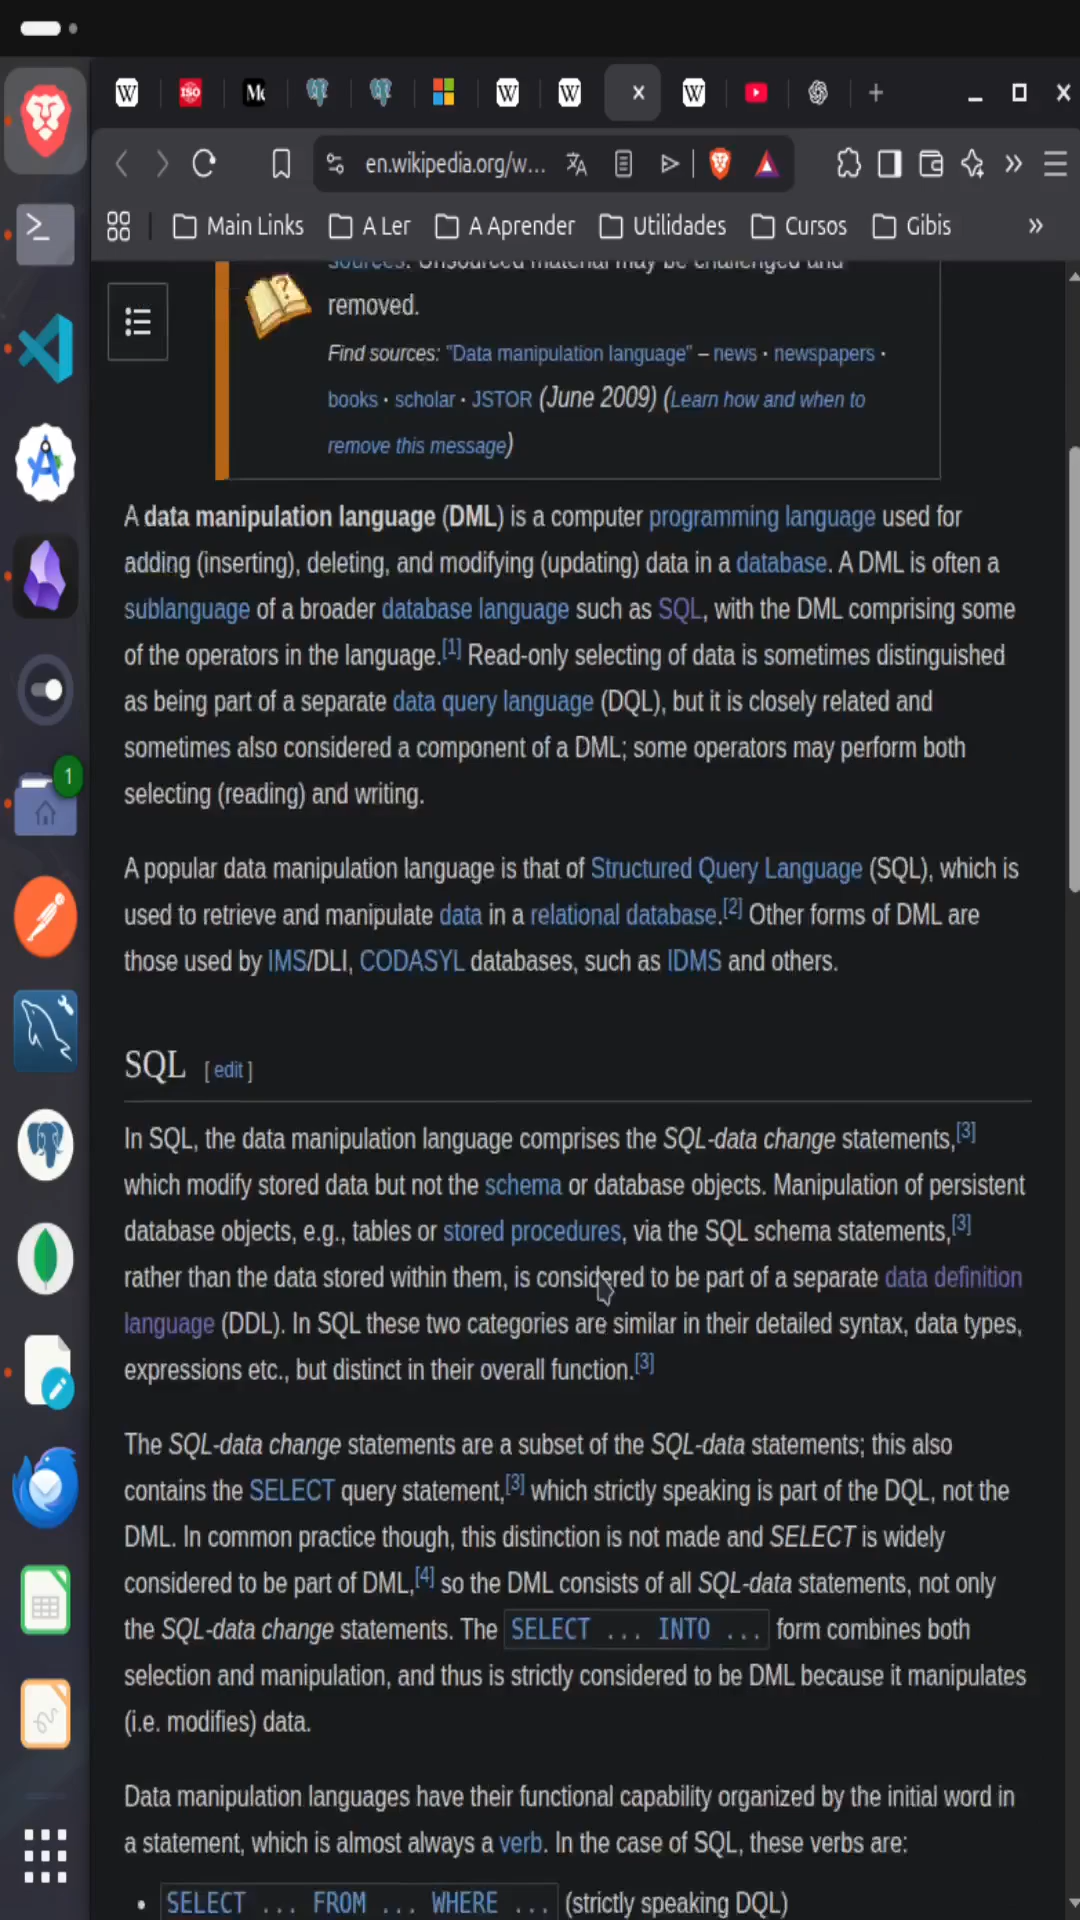 en.wikipedia.org/w...
Main Links A Ler A Aprender Utilidades Cursos Gibis
sources. Unsourced material may be challenged and
removed.
Find sources: "Data manipulation language" – news · newspapers ·
books · scholar · JSTOR (June 2009) (Learn how and when to
remove this message)
A data manipulation language (DML) is a computer programming language used for
adding (inserting), deleting, and modifying (updating) data in a database. A DML is often a
sublanguage of a broader database language such as SQL, with the DML comprising some
of the operators in the language.[1] Read-only selecting of data is sometimes distinguished
as being part of a separate data query language (DQL), but it is closely related and
sometimes also considered a component of a DML; some operators may perform both
selecting (reading) and writing.
A popular data manipulation language is that of Structured Query Language (SQL), which is
used to retrieve and manipulate data in a relational database.[2] Other forms of DML are
those used by IMS/DLI, CODASYL databases, such as IDMS and others.
SQL [ edit ]
In SQL, the data manipulation language comprises the SQL-data change statements,[3]
which modify stored data but not the schema or database objects. Manipulation of persistent
database objects, e.g., tables or stored procedures, via the SQL schema statements,[3]
rather than the data stored within them, is considered to be part of a separate data definition
language (DDL). In SQL these two categories are similar in their detailed syntax, data types,
expressions etc., but distinct in their overall function.[3]
The SQL-data change statements are a subset of the SQL-data statements; this also
contains the SELECT query statement,[3] which strictly speaking is part of the DQL, not the
DML. In common practice though, this distinction is not made and SELECT is widely
considered to be part of DML,[4] so the DML consists of all SQL-data statements, not only
the SQL-data change statements. The SELECT ... INTO ... form combines both
selection and manipulation, and thus is strictly considered to be DML because it manipulates
(i.e. modifies) data.
Data manipulation languages have their functional capability organized by the initial word in
a statement, which is almost always a verb. In the case of SQL, these verbs are:
• SELECT ... FROM ... WHERE ... (strictly speaking DQL)